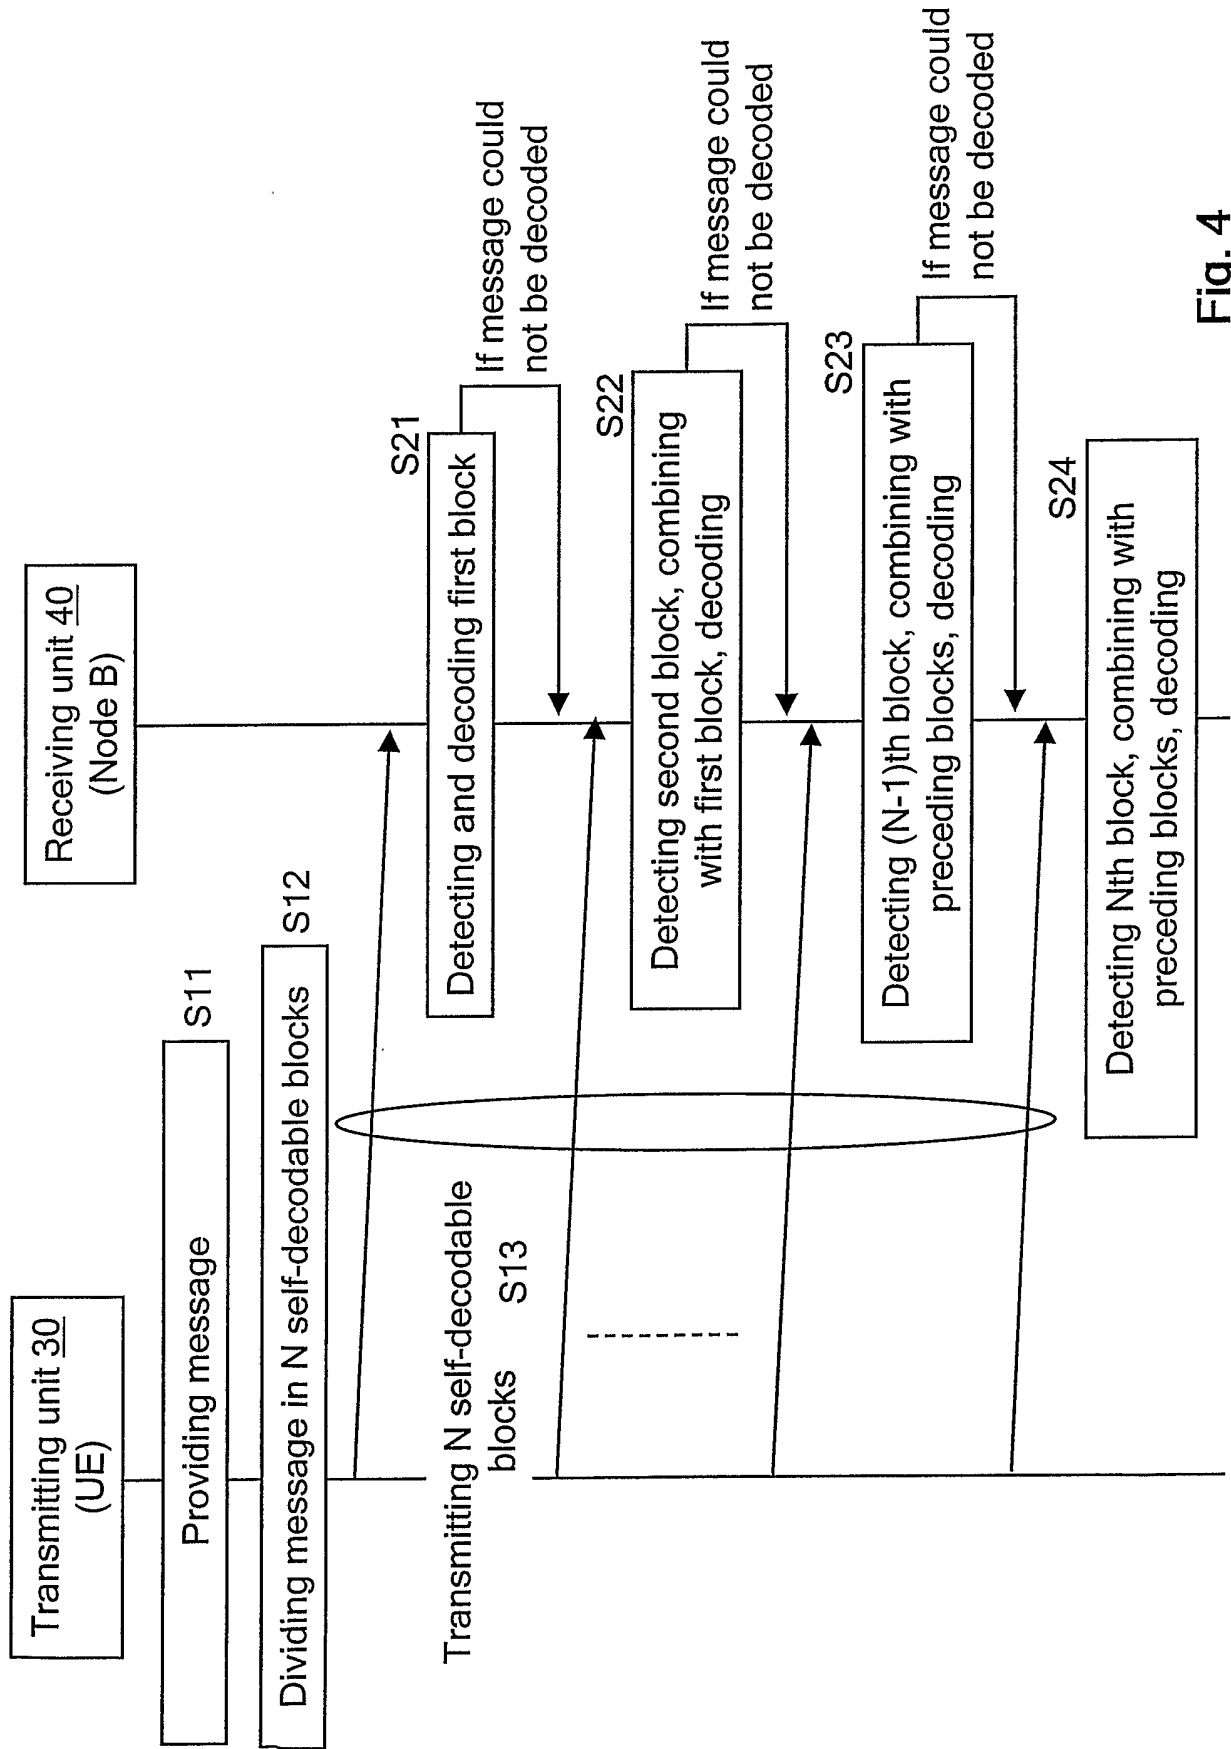 Transmitting unit 30
(UE)
Receiving unit 40
(Node B)
Providing message
S11
Dividing message in N self-decodable blocks
S12
Transmitting N self-decodable
blocks
S13
S21
Detecting and decoding first block
If message could
not be decoded
S22
Detecting second block, combining
with first block, decoding
If message could
not be decoded
S23
Detecting (N-1)th block, combining with
preceding blocks, decoding
If message could
not be decoded
S24
Detecting Nth block, combining with
preceding blocks, decoding
Fig. 4